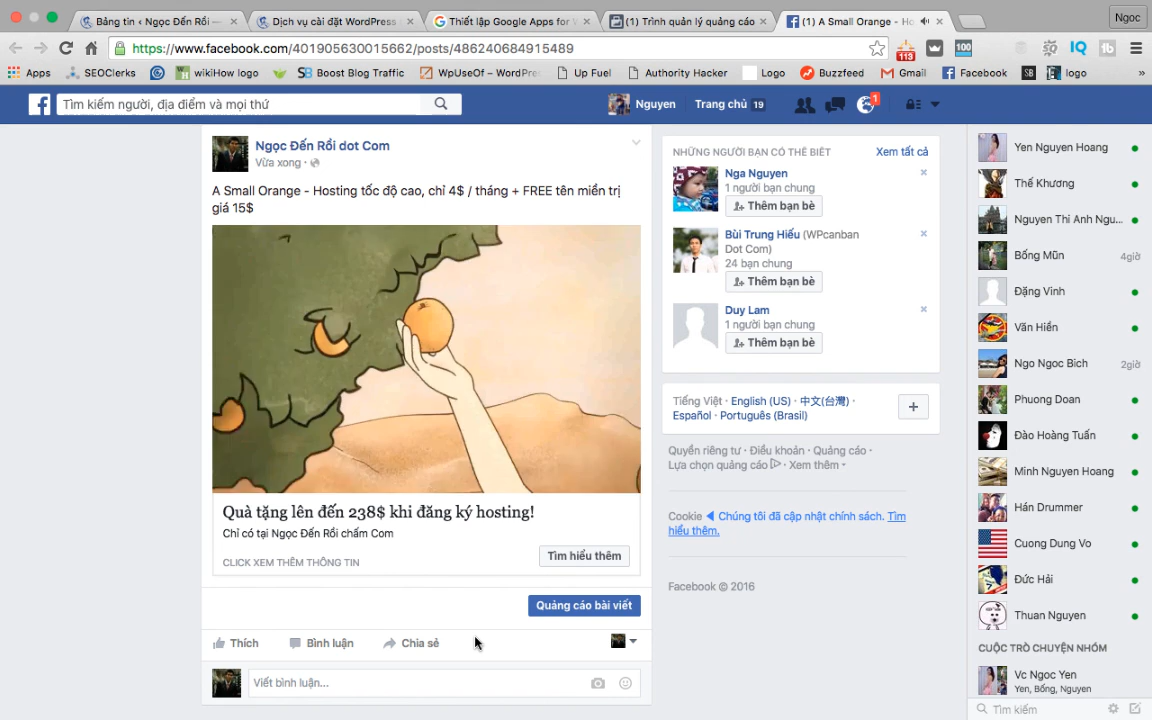 Ngoc
Bảng tin ‹ Ngọc Đến Rồi —
Dịch vụ cài đặt WordPress
Thiết lập Google Apps for W
(1) Trình quản lý quảng cáo
(1) A Small Orange - Ho
https://www.facebook.com/401905630015662/posts/486240684915489
113
100
IQ
Apps
SEOClerks
wikiHow logo
Boost Blog Traffic
WpUseOf – WordPre
Up Fuel
Authority Hacker
Logo
Buzzfeed
Gmail
Facebook
SB
logo
»
Tìm kiếm người, địa điểm và mọi thứ
Nguyen
Trang chủ 19
1
Ngọc Đến Rồi dot Com
Vừa xong ·
A Small Orange - Hosting tốc độ cao, chỉ 4$ / tháng + FREE tên miền trị
giá 15$
Quà tặng lên đến 238$ khi đăng ký hosting!
Chỉ có tại Ngọc Đến Rồi chấm Com
CLICK XEM THÊM THÔNG TIN
Tìm hiểu thêm
Quảng cáo bài viết
Thích
Bình luận
Chia sẻ
Viết bình luận...
NHỮNG NGƯỜI BẠN CÓ THỂ BIẾT
Xem tất cả
Nga Nguyen
1 người bạn chung
Thêm bạn bè
Bùi Trung Hiếu (WPcanban
Dot Com)
24 bạn chung
Thêm bạn bè
Duy Lam
1 người bạn chung
Thêm bạn bè
Tiếng Việt · English (US) · 中文(台灣) ·
Español · Português (Brasil)
Quyền riêng tư · Điều khoản · Quảng cáo ·
Lựa chọn quảng cáo · Xem thêm
Cookie Chúng tôi đã cập nhật chính sách. Tìm
hiểu thêm.
Facebook © 2016
Yen Nguyen Hoang
Thế Khương
Nguyen Thi Anh Ngu...
Bống Mũn
4giờ
Đặng Vinh
Văn Hiền
Ngo Ngoc Bich
2giờ
Phuong Doan
Đào Hoàng Tuấn
Minh Nguyen Hoang
Hán Drummer
Cuong Dung Vo
Đức Hải
Thuan Nguyen
CUỘC TRÒ CHUYỆN NHÓM
Vc Ngoc Yen
Yen, Bống, Nguyen
Tìm kiếm